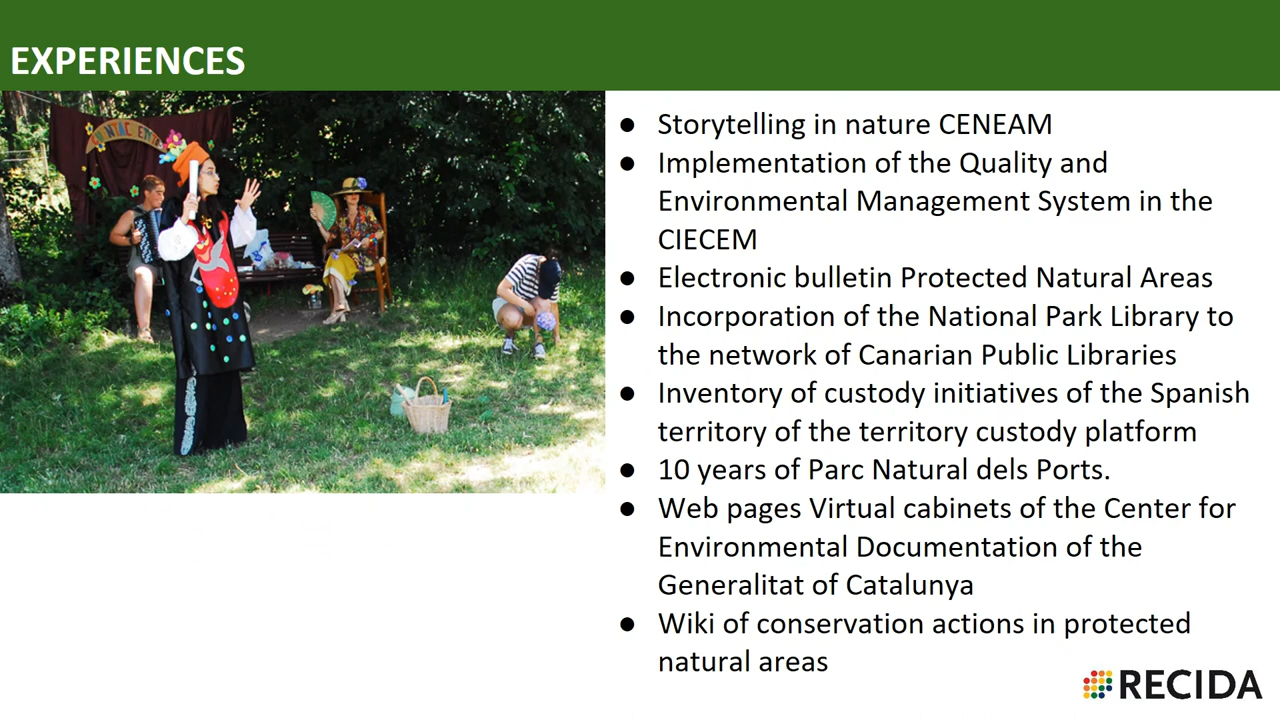 EXPERIENCES
● Storytelling in nature CENEAM
● Implementation of the Quality and
Environmental Management System in the
CIECEM
● Electronic bulletin Protected Natural Areas
● Incorporation of the National Park Library to
the network of Canarian Public Libraries
● Inventory of custody initiatives of the Spanish
territory of the territory custody platform
● 10 years of Parc Natural dels Ports.
● Web pages Virtual cabinets of the Center for
Environmental Documentation of the
Generalitat of Catalunya
● Wiki of conservation actions in protected
natural areas
RECIDA